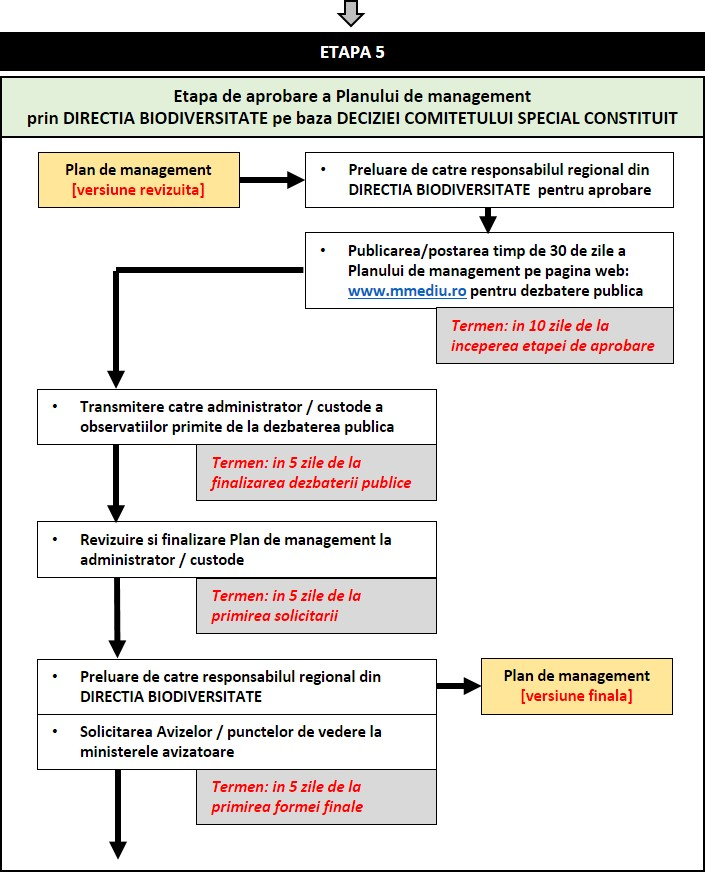 ETAPA 5
Etapa de aprobare a Planului de management
prin DIRECTIA BIODIVERSITATE pe baza DECIZIEI COMITETULUI SPECIAL CONSTITUIT
Plan de management
[versiune revizuita]
• Preluare de catre responsabilul regional din
DIRECTIA BIODIVERSITATE pentru aprobare
• Publicarea/postarea timp de 30 de zile a
Planului de management pe pagina web:
www.mmediu.ro pentru dezbatere publica
Termen: in 10 zile de la
inceperea etapei de aprobare
• Transmitere catre administrator / custode a
observatiilor primite de la dezbaterea publica
Termen: in 5 zile de la
finalizarea dezbaterii publice
• Revizuire si finalizare Plan de management la
administrator / custode
Termen: in 5 zile de la
primirea solicitarii
• Preluare de catre responsabilul regional din
DIRECTIA BIODIVERSITATE
Plan de management
[versiune finala]
• Solicitarea Avizelor / punctelor de vedere la
ministerele avizatoare
Termen: in 5 zile de la
primirea formei finale